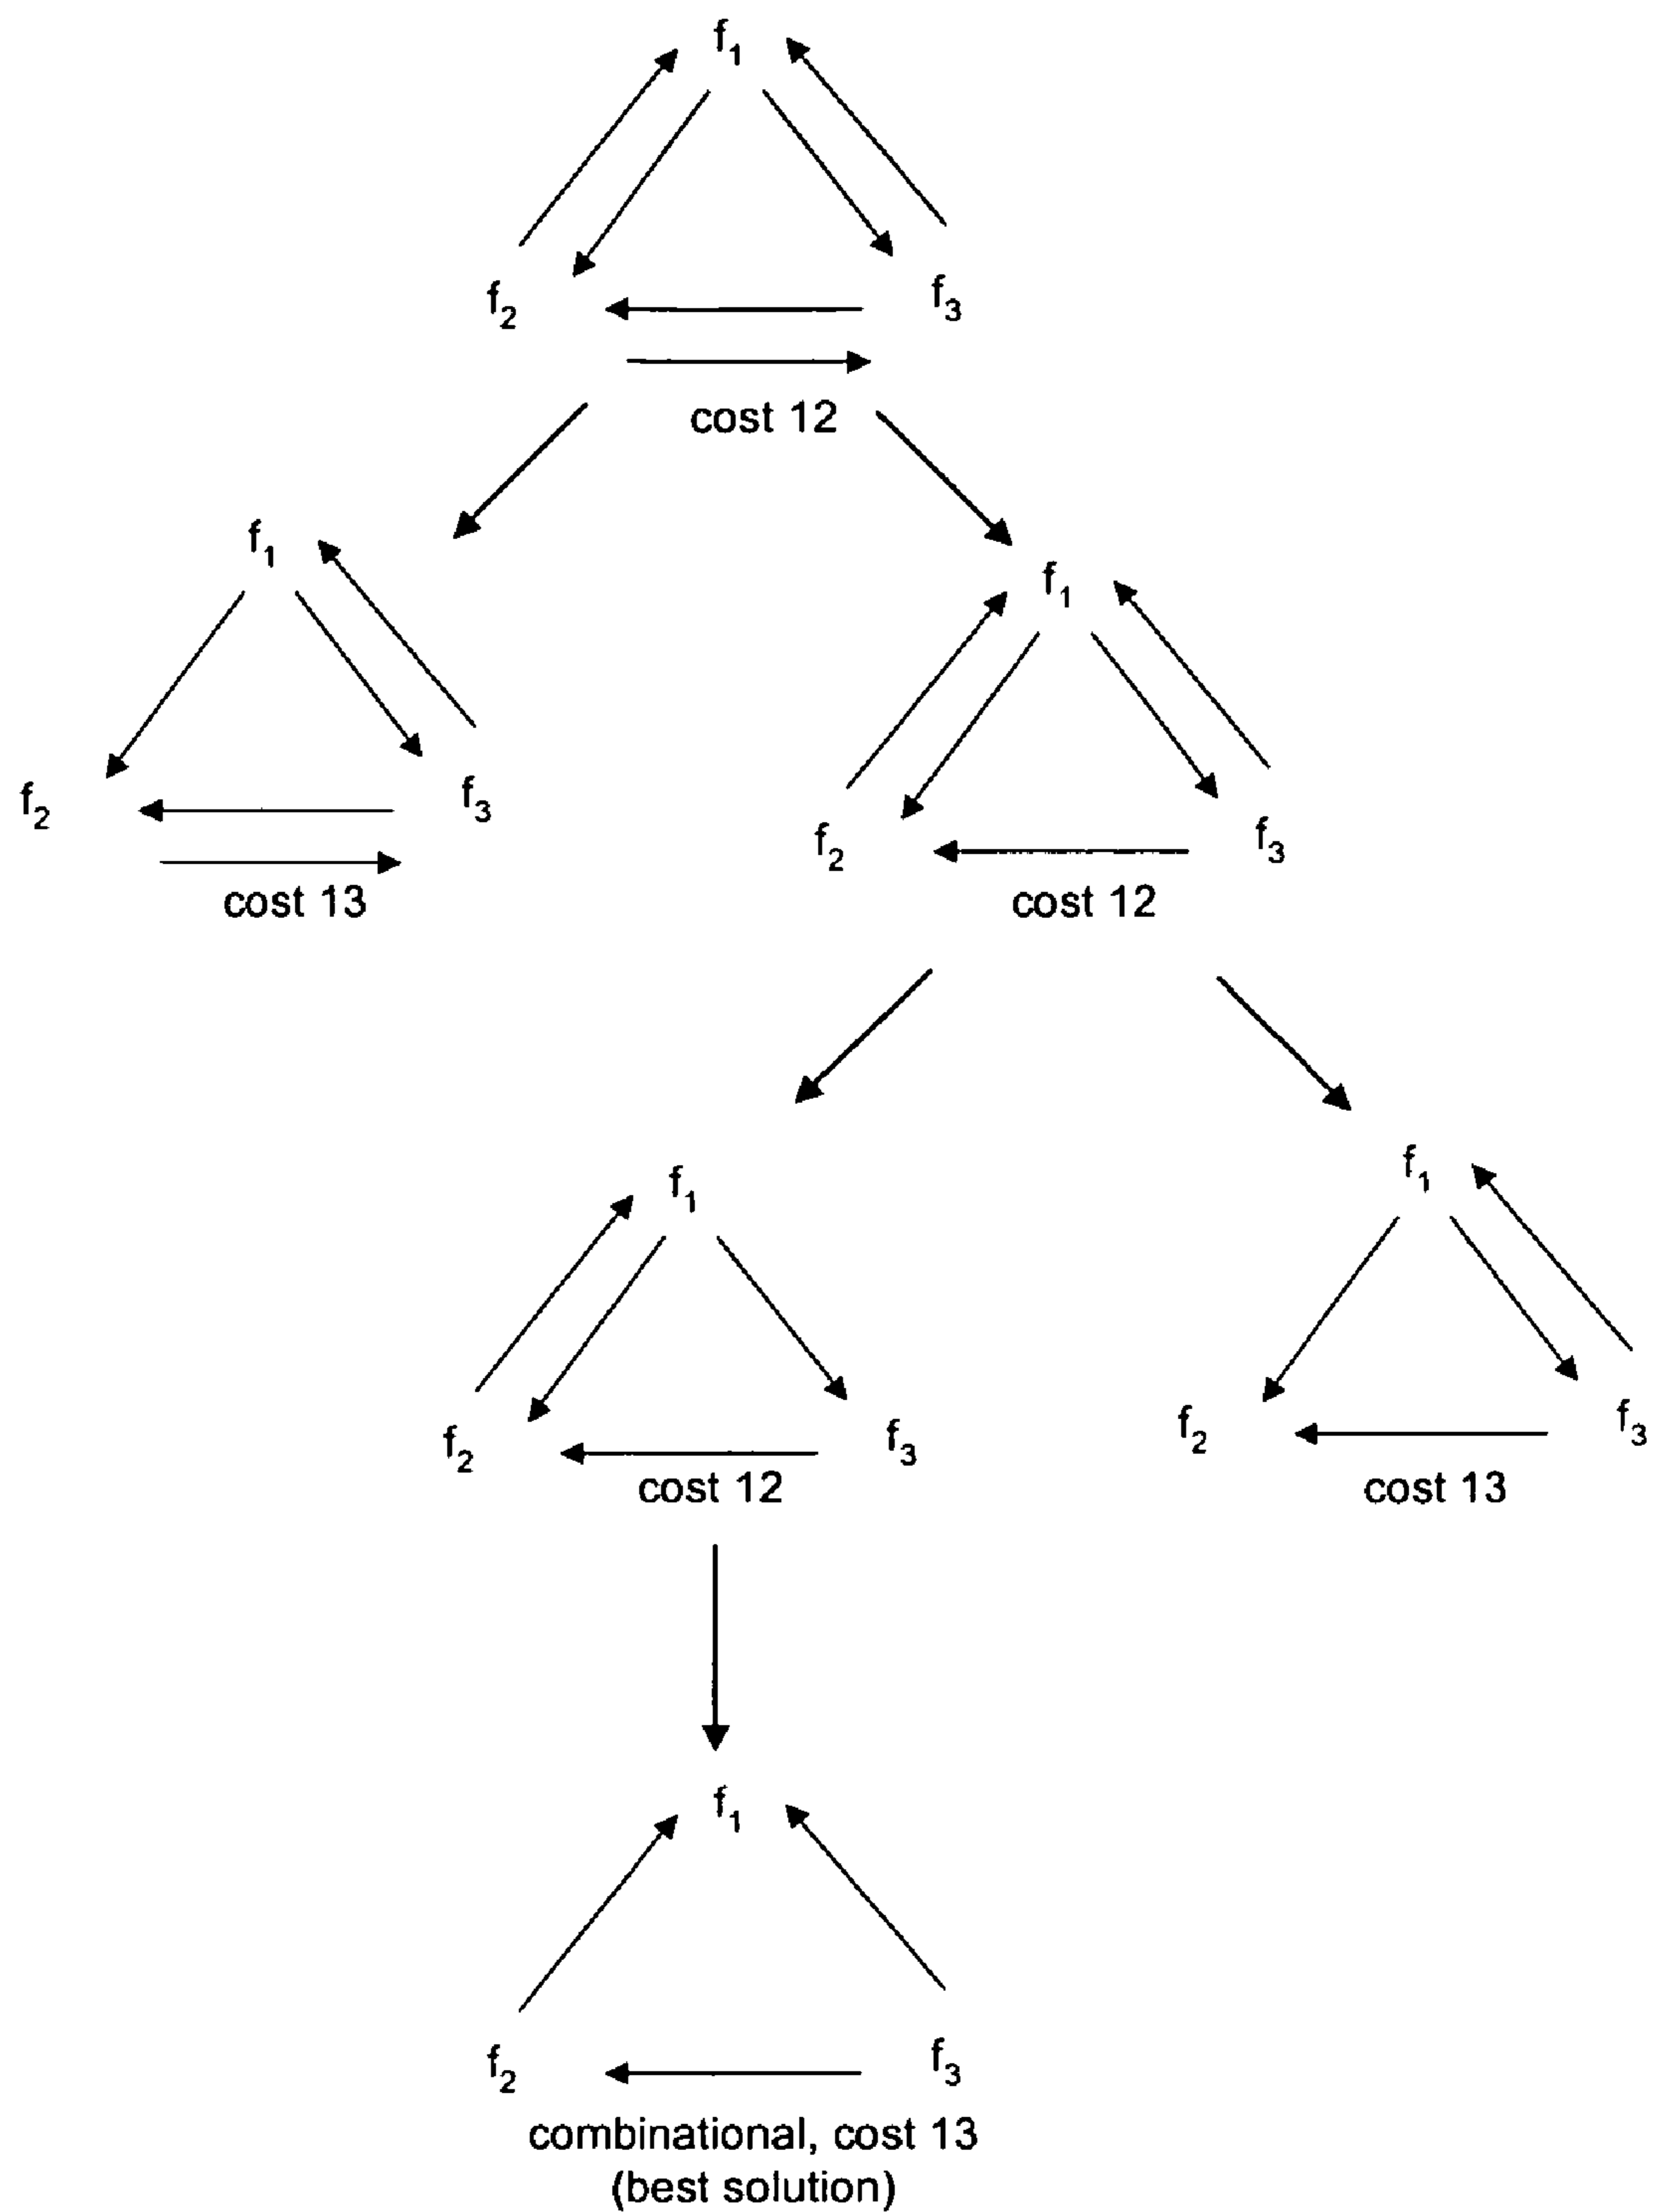 f₁
f₂
f₃
cost 12
f₁
f₁
f₂
f₃
f₂
f₃
cost 13
cost 12
f₁
f₁
f₂
f₃
f₂
f₃
cost 12
cost 13
f₁
f₂
f₃
combinational, cost 13
(best solution)